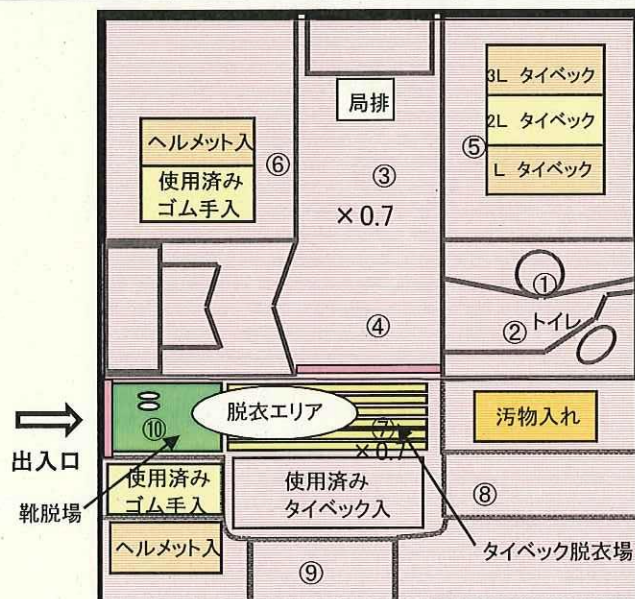 局排
3L タイベック
2L タイベック
L タイベック
⑤
ヘルメット入
使用済み
ゴム手入
⑥
③
×0.7
①
②
トイレ
④
脱衣エリア
⑩
⑦
×0.7
汚物入れ
出入口
靴脱場
使用済み
ゴム手入
使用済み
タイベック入
⑧
ヘルメット入
タイベック脱衣場
⑨